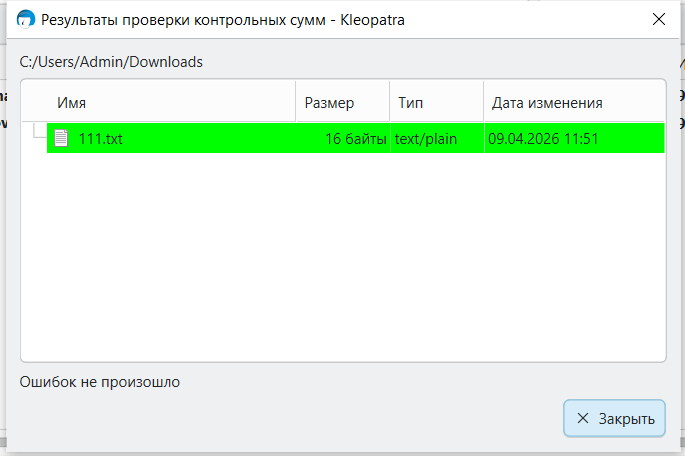 Результаты проверки контрольных сумм - Kleopatra
C:/Users/Admin/Downloads
Имя Размер Тип Дата изменения
111.txt 16 байты text/plain 09.04.2026 11:51
Ошибок не произошло
Закрыть